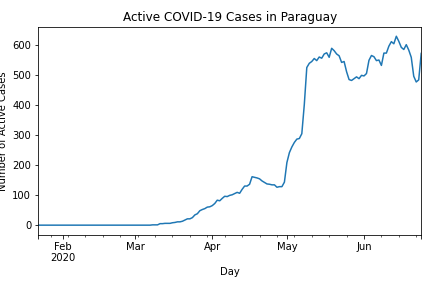 Active COVID-19 Cases in Paraguay
Number of Active Cases
600
500
400
300
200
100
0
Feb
2020
Mar
Apr
May
Jun
Day